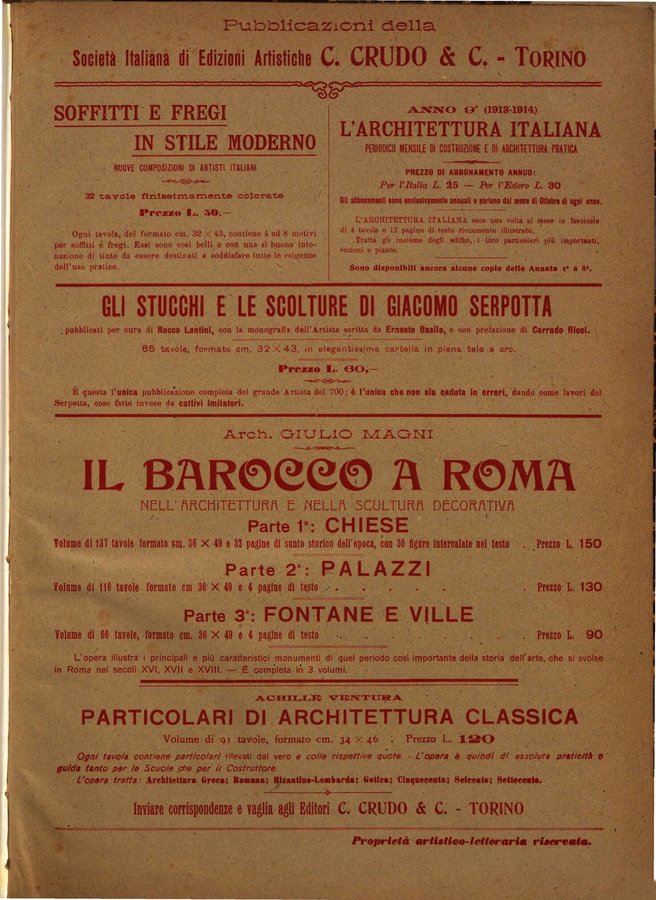 Pubblicazioni della
Società Italiana di Edizioni Artistiche C. CRUDO & C. - TORINO
SOFFITTI E FREGI
IN STILE MODERNO
NUOVE COMPOSIZIONI DI ARTISTI ITALIANI
32 tavole finissimamente colorate
Prezzo L. 50.—
Ogni tavola, del formato cm. 32 × 43, contiene 4 ad 8 motivi
per soffitti e fregi. Essi sono così belli e con una sì buona into-
nazione di tinte da essere destinati a soddisfare tutte le esigenze
dell'uso pratico.
ANNO 9° (1913-1914)
L'ARCHITETTURA ITALIANA
PERIODICO MENSILE DI COSTRUZIONE E DI ARCHITETTURA PRATICA
PREZZO DI ABBONAMENTO ANNUO:
Per l'Italia L. 25 — Per l'Estero L. 30
Gli abbonamenti sono esclusivamente annuali e partono dal mese di Ottobre di ogni anno.
L'ARCHITETTURA ITALIANA esce una volta al mese in fascicolo
di 4 tavole e 12 pagine di testo riccamente illustrato.
Tratta gli insieme degli edifici, i loro particolari più importanti,
sezioni e piante.
Sono disponibili ancora alcune copie delle Annate 1ª a 8ª.
GLI STUCCHI E LE SCOLTURE DI GIACOMO SERPOTTA
pubblicati per cura di Rocco Lentini, con la monografia dell'Artista scritta da Ernesto Basile, e con prefazione di Corrado Ricci.
65 tavole, formato cm. 32 × 43, in elegantissima cartella in piena tela e oro.
Prezzo L. 60,—
È questa l'unica pubblicazione completa del grande Artista del 700; è l'unica che non sia caduta in errori, dando come lavori del
Serpotta, cose fatte invece da cattivi imitatori.
Arch. GIULIO MAGNI
IL BAROCCO A ROMA
NELL'ARCHITETTURA E NELLA SCULTURA DECORATIVA
Parte 1ª: CHIESE
Volume di 137 tavole formato cm. 36 × 49 e 32 pagine di sunto storico dell'epoca, con 30 figure intercalate nel testo . Prezzo L. 150
Parte 2ª: PALAZZI
Volume di 116 tavole formato cm. 36 × 49 e 4 pagine di testo . . . . . . Prezzo L. 130
Parte 3ª: FONTANE E VILLE
Volume di 66 tavole, formato cm. 36 × 49 e 4 pagine di testo . . . . . . Prezzo L. 90
L'opera illustra i principali e più caratteristici monumenti di quel periodo così importante della storia dell'arte, che si svolse
in Roma nei secoli XVI, XVII e XVIII. — È completa in 3 volumi.
ACHILLE VENTURA
PARTICOLARI DI ARCHITETTURA CLASSICA
Volume di 91 tavole, formato cm. 34 × 46 . Prezzo L. 120
Ogni tavola contiene particolari rilevati dal vero e colle rispettive quote. - L'opera è quindi di assoluta praticità e
guida tanto per le Scuole che per il Costruttore.
L'opera tratta: Architettura Greca; Romana; Bizantino-Lombarda; Gotica; Cinquecento; Seicento; Settecento.
Inviare corrispondenze e vaglia agli Editori C. CRUDO & C. - TORINO
Proprietà artistico-letteraria riservata.